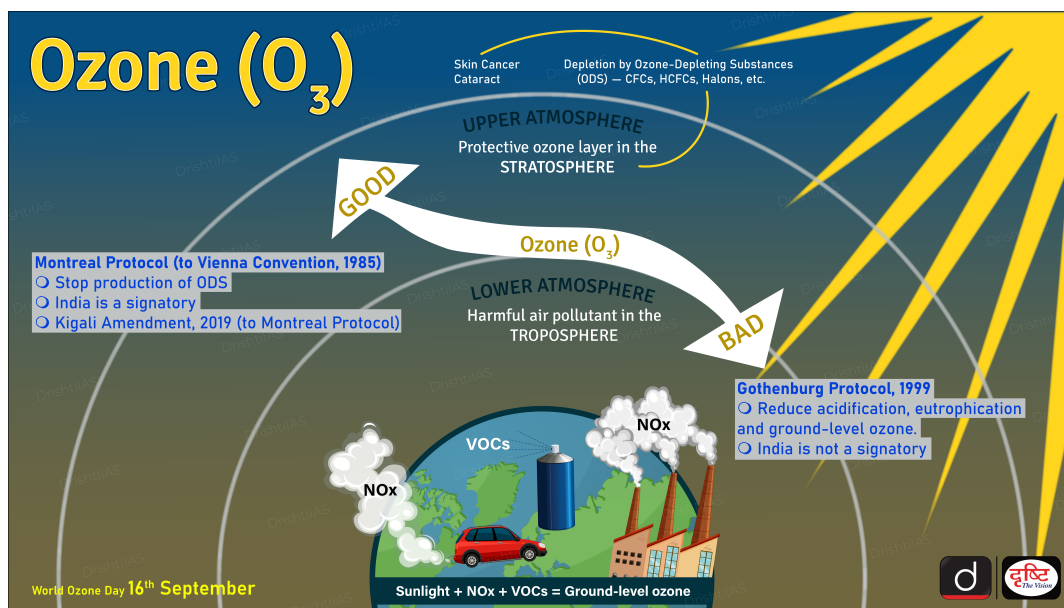 Ozone (O3)
Skin Cancer
Cataract
Depletion by Ozone-Depleting Substances
(ODS) — CFCs, HCFCs, Halons, etc.
UPPER ATMOSPHERE
Protective ozone layer in the
STRATOSPHERE
GOOD
Ozone (O3)
Montreal Protocol (to Vienna Convention, 1985)
❍ Stop production of ODS
❍ India is a signatory
❍ Kigali Amendment, 2019 (to Montreal Protocol)
LOWER ATMOSPHERE
Harmful air pollutant in the
TROPOSPHERE
BAD
Gothenburg Protocol, 1999
❍ Reduce acidification, eutrophication
and ground-level ozone.
❍ India is not a signatory
VOCs
NOx
NOx
Sunlight + NOx + VOCs = Ground-level ozone
World Ozone Day 16th September
d
दृष्टि
The Vision
DrishtiIAS